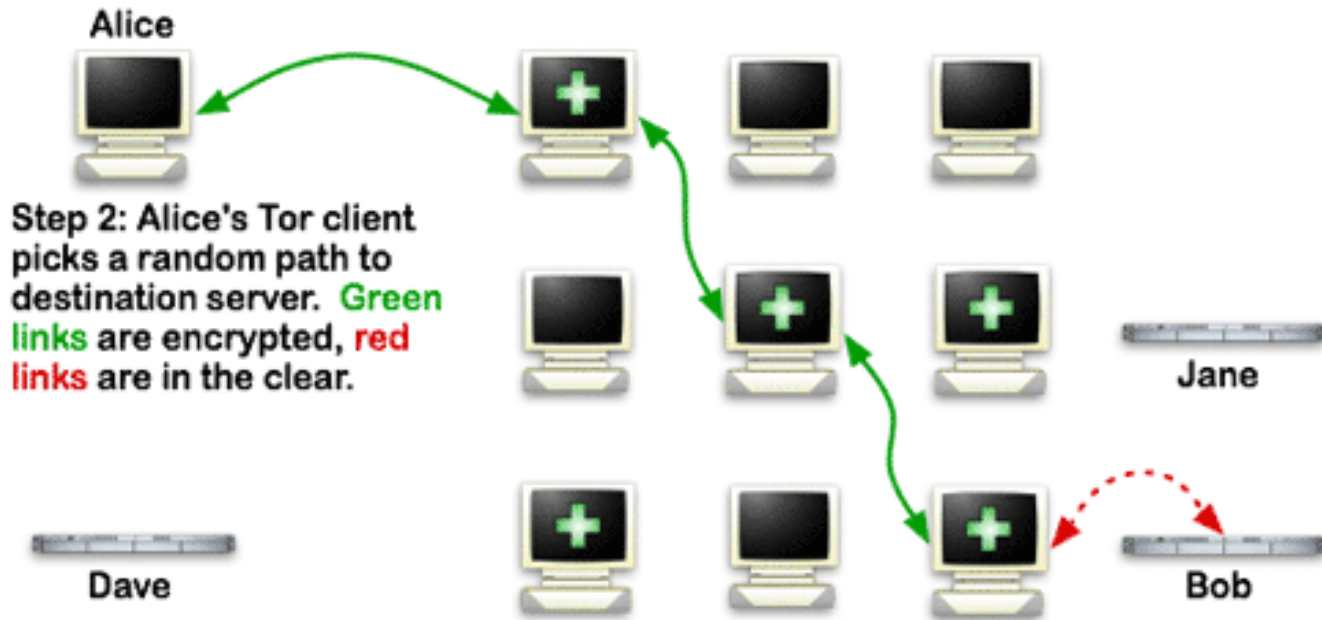 Alice
Step 2: Alice's Tor client
picks a random path to
destination server. Green
links are encrypted, red
links are in the clear.
Jane
Dave
Bob